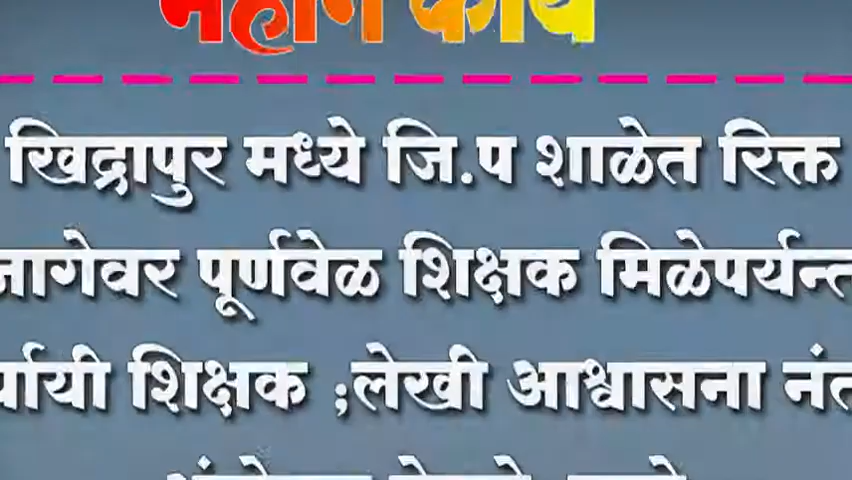 महान कार्य
खिद्रापुर मध्ये जि.प शाळेत रिक्त
जागेवर पूर्णवेळ शिक्षक मिळेपर्यन्त
र्यायी शिक्षक ;लेखी आश्वासना नंत